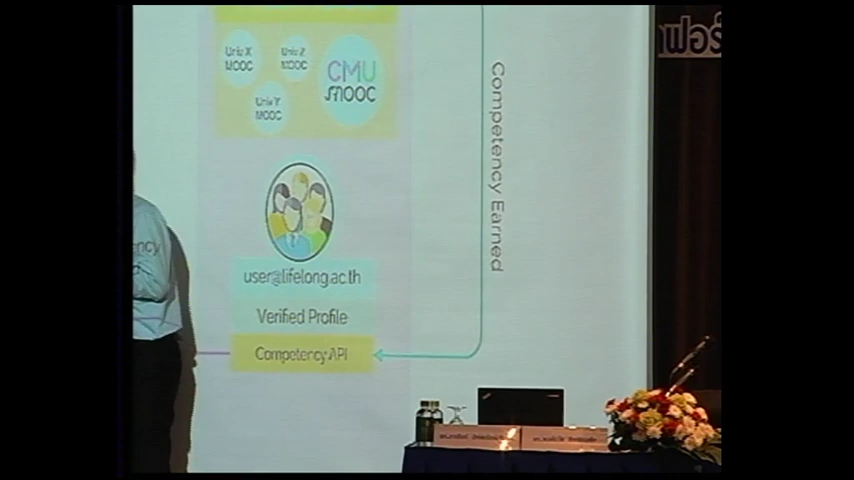 Univ X
MOOC
Univ Z
MOOC
CMU
MOOC
Univ Y
MOOC
Competency Earned
user@lifelong.ac.th
Verified Profile
Competency API